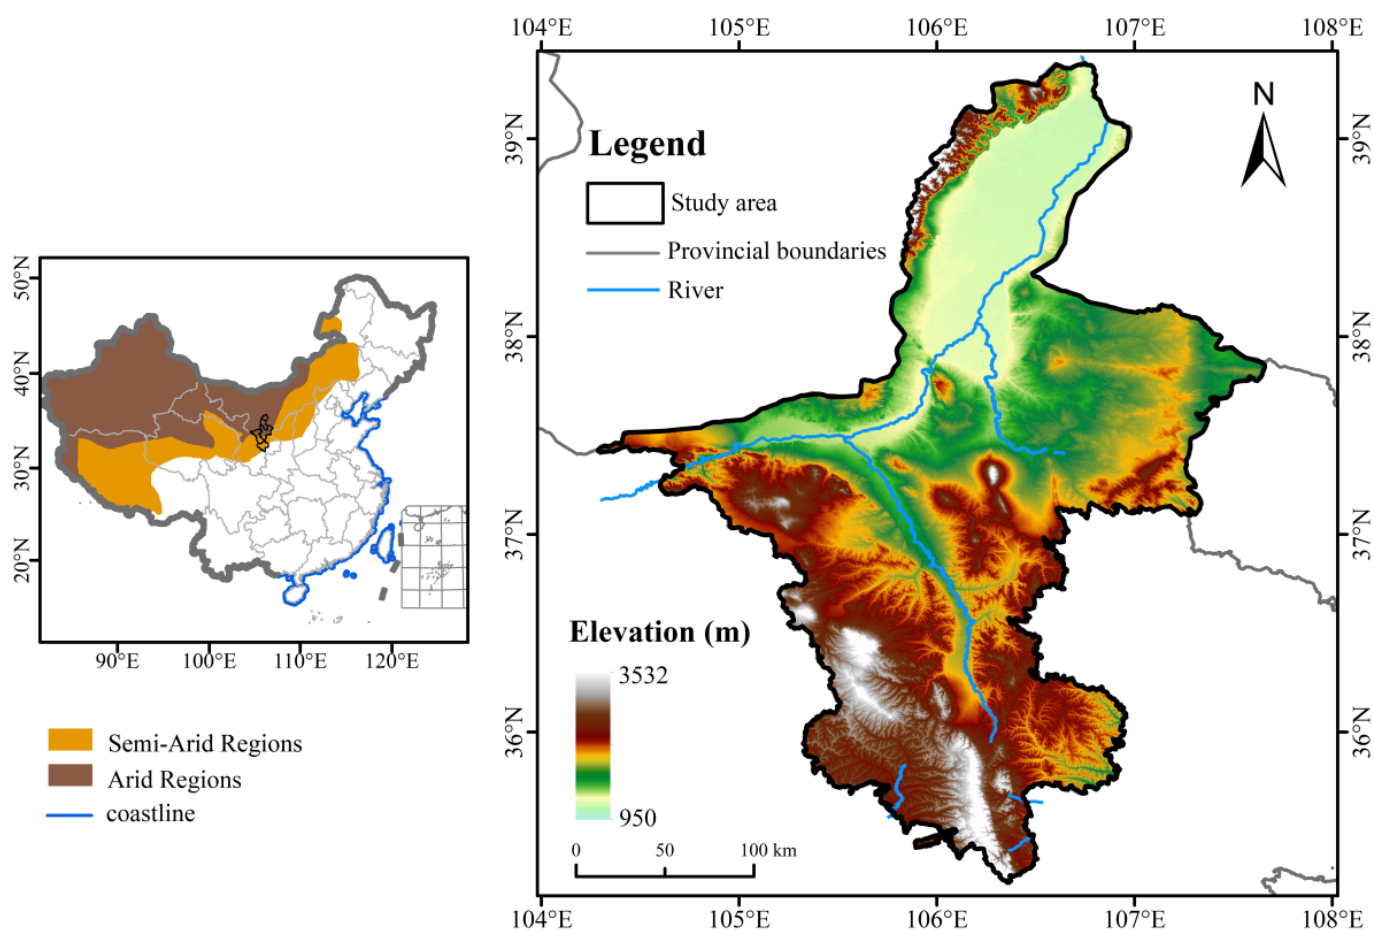 50°N
40°N
30°N
20°N
90°E
100°E
110°E
120°E
Semi-Arid Regions
Arid Regions
coastline
104°E
105°E
106°E
107°E
108°E
39°N
38°N
37°N
36°N
39°N
38°N
37°N
36°N
N
Legend
Study area
Provincial boundaries
River
Elevation (m)
3532
950
0
50
100 km
104°E
105°E
106°E
107°E
108°E